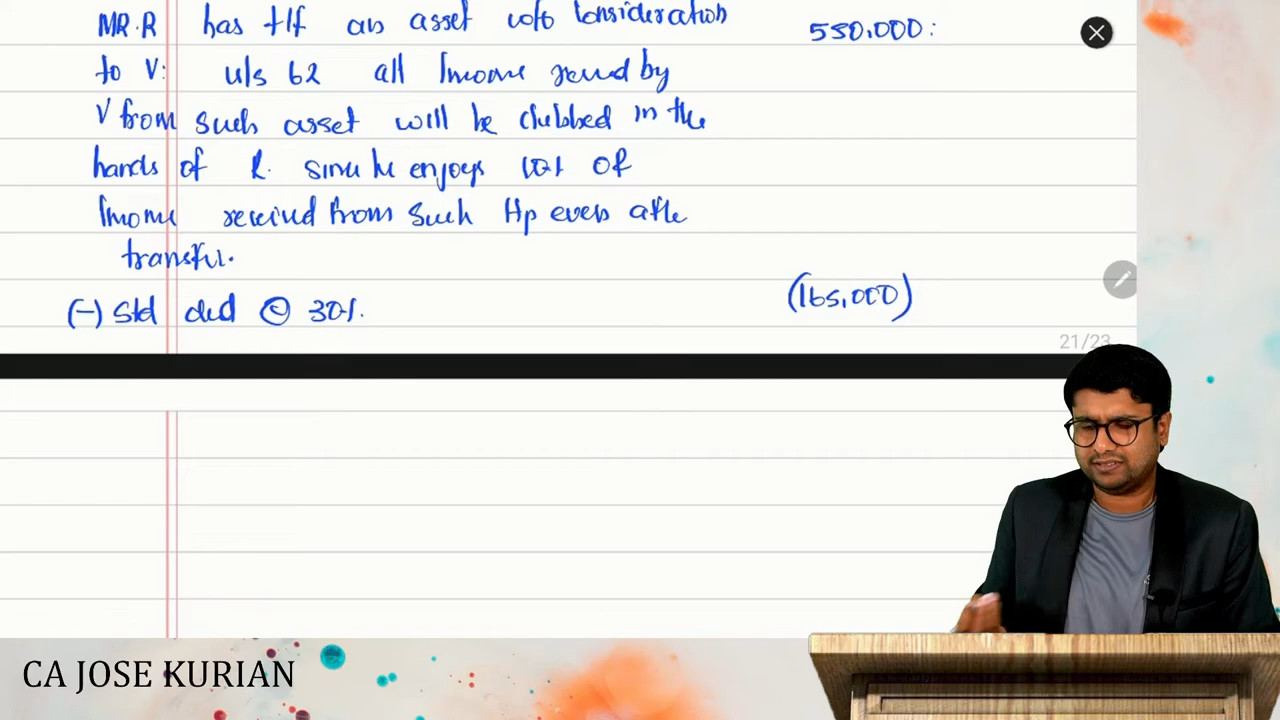 MR. R has t/f an asset w/o Consideration 550,000:
to V: u/s 62 all Income recvd by
V from such asset will be clubbed in the
hands of R. since he enjoys 10% of
Income received from such Hp even after
transfer.
(-) Std ded @ 30%. (165,000)
21/23
CA JOSE KURIAN